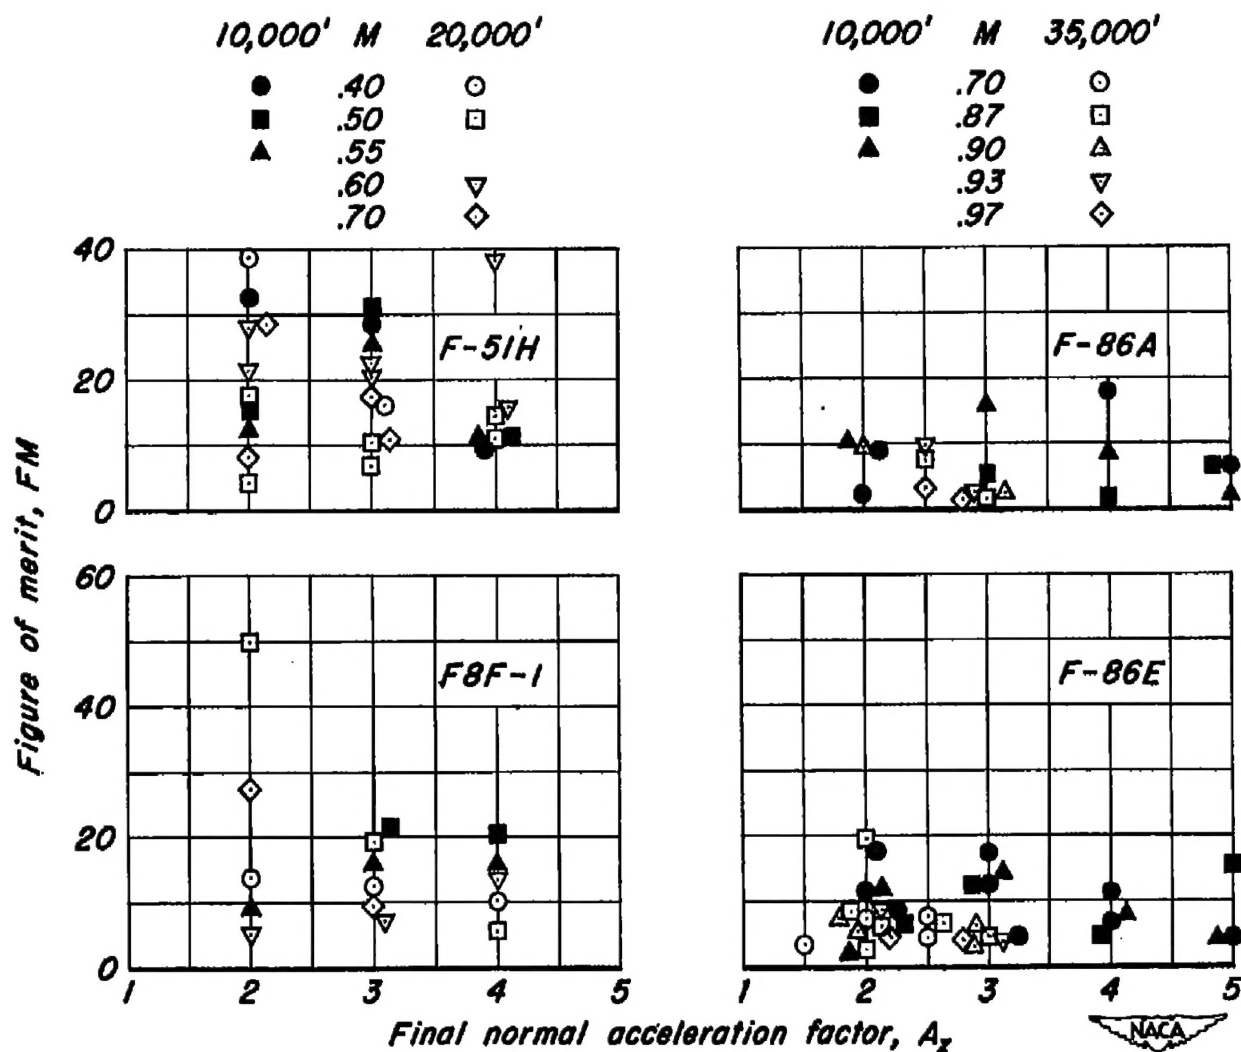 10,000' M 20,000'
.40
.50
.55
.60
.70
10,000' M 35,000'
.70
.87
.90
.93
.97
Figure of merit, FM
40
20
0
F-51H
F-86A
60
40
20
0
F8F-1
F-86E
1 2 3 4 5
1 2 3 4 5
Final normal acceleration factor, Az
NACA